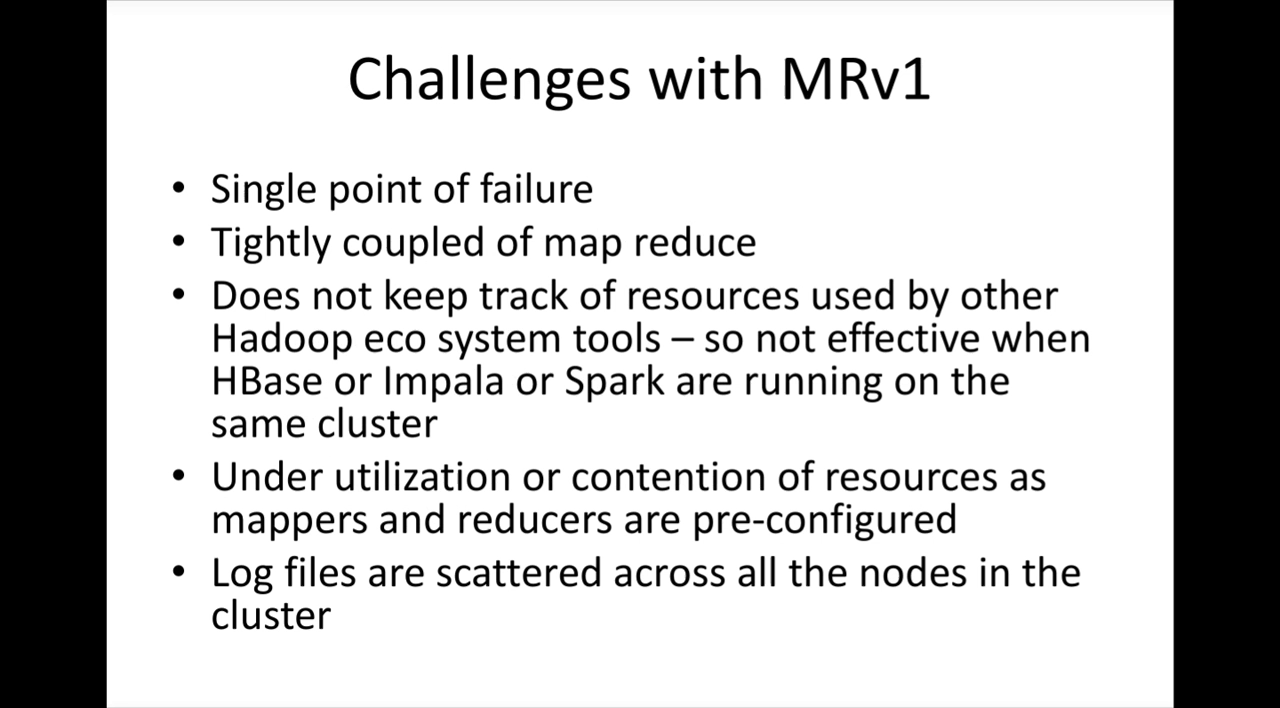 Challenges with MRv1
• Single point of failure
• Tightly coupled of map reduce
• Does not keep track of resources used by other
Hadoop eco system tools – so not effective when
HBase or Impala or Spark are running on the
same cluster
• Under utilization or contention of resources as
mappers and reducers are pre-configured
• Log files are scattered across all the nodes in the
cluster